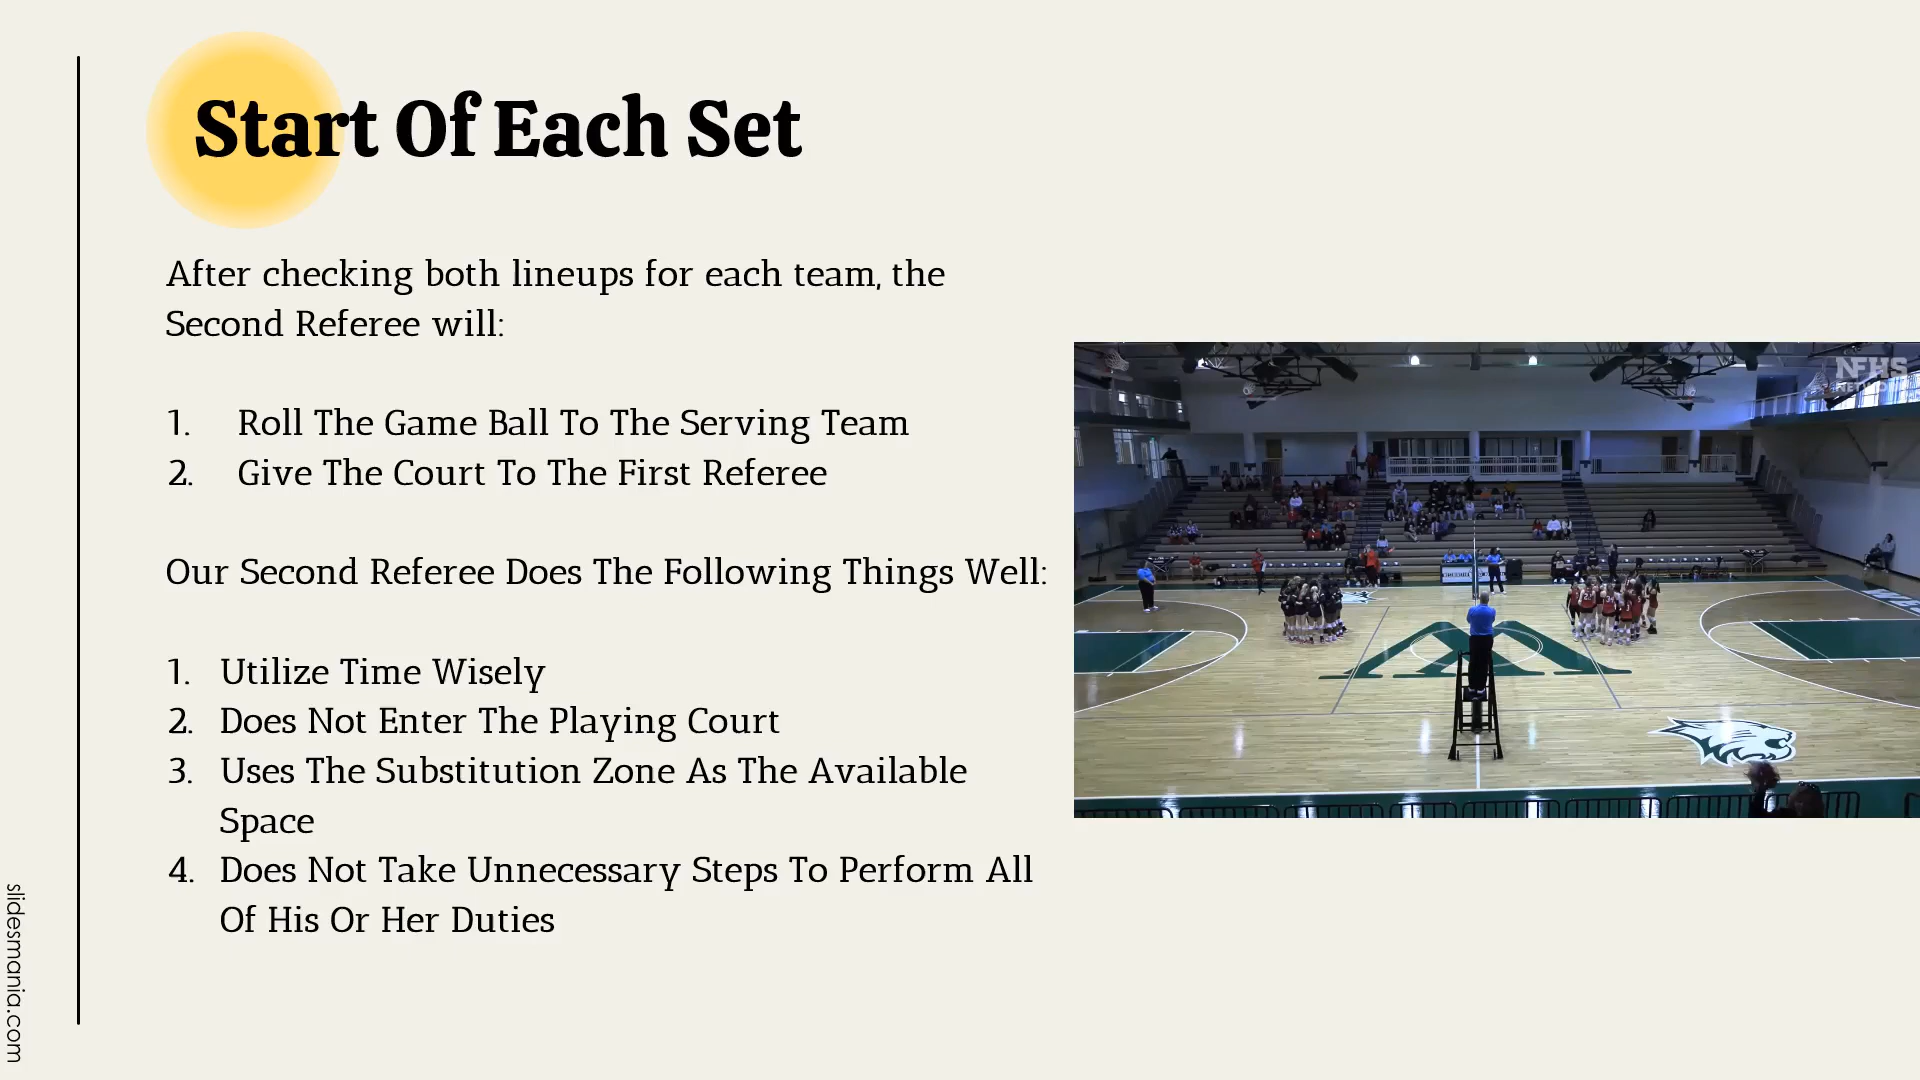 Start Of Each Set
After checking both lineups for each team, the
Second Referee will:
1. Roll The Game Ball To The Serving Team
2. Give The Court To The First Referee
Our Second Referee Does The Following Things Well:
1. Utilize Time Wisely
2. Does Not Enter The Playing Court
3. Uses The Substitution Zone As The Available
Space
4. Does Not Take Unnecessary Steps To Perform All
Of His Or Her Duties
NFHS
NETWORK
slidesmania.com